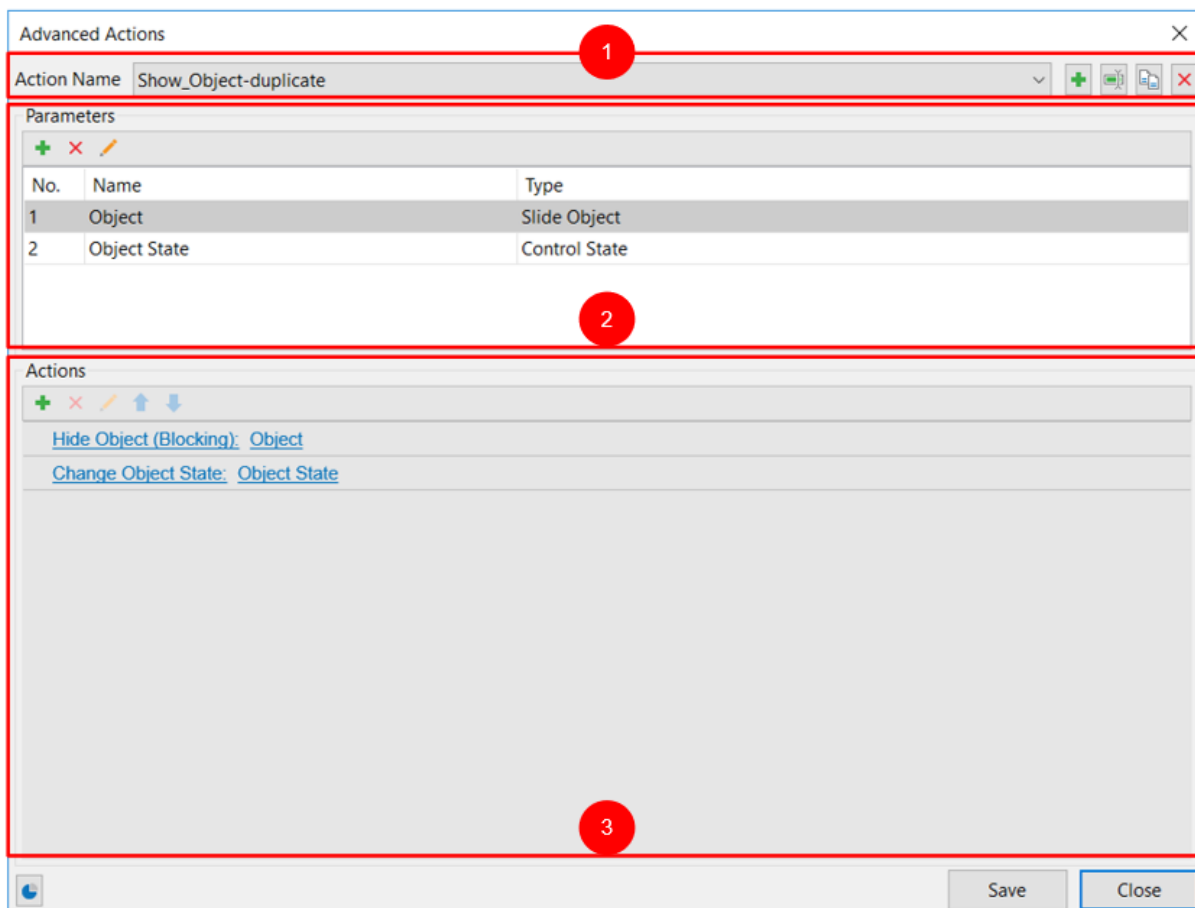 Advanced Actions
1
Action Name Show_Object-duplicate
Parameters
No. Name Type
1 Object Slide Object
2 Object State Control State
2
Actions
Hide Object (Blocking): Object
Change Object State: Object State
3
Save Close